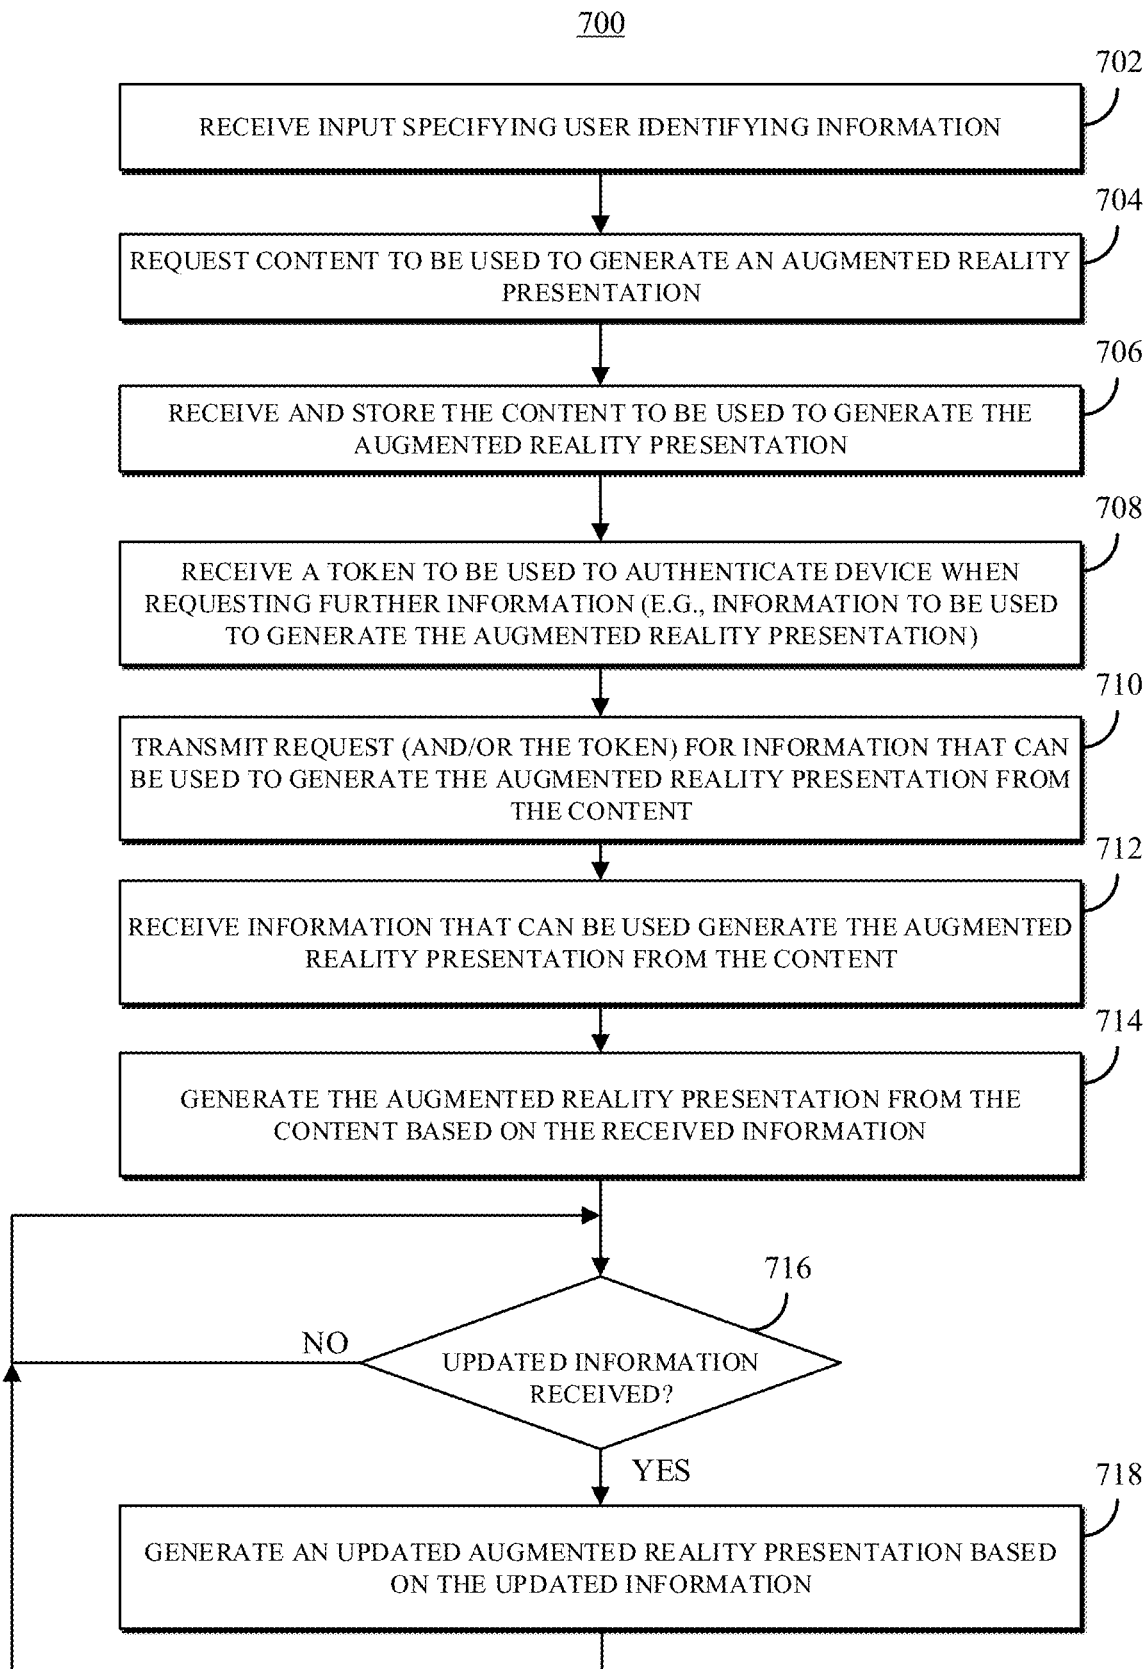 700
702
RECEIVE INPUT SPECIFYING USER IDENTIFYING INFORMATION
704
REQUEST CONTENT TO BE USED TO GENERATE AN AUGMENTED REALITY
PRESENTATION
706
RECEIVE AND STORE THE CONTENT TO BE USED TO GENERATE THE
AUGMENTED REALITY PRESENTATION
708
RECEIVE A TOKEN TO BE USED TO AUTHENTICATE DEVICE WHEN
REQUESTING FURTHER INFORMATION (E.G., INFORMATION TO BE USED
TO GENERATE THE AUGMENTED REALITY PRESENTATION)
710
TRANSMIT REQUEST (AND/OR THE TOKEN) FOR INFORMATION THAT CAN
BE USED TO GENERATE THE AUGMENTED REALITY PRESENTATION FROM
THE CONTENT
712
RECEIVE INFORMATION THAT CAN BE USED GENERATE THE AUGMENTED
REALITY PRESENTATION FROM THE CONTENT
714
GENERATE THE AUGMENTED REALITY PRESENTATION FROM THE
CONTENT BASED ON THE RECEIVED INFORMATION
716
NO
UPDATED INFORMATION
RECEIVED?
YES
718
GENERATE AN UPDATED AUGMENTED REALITY PRESENTATION BASED
ON THE UPDATED INFORMATION